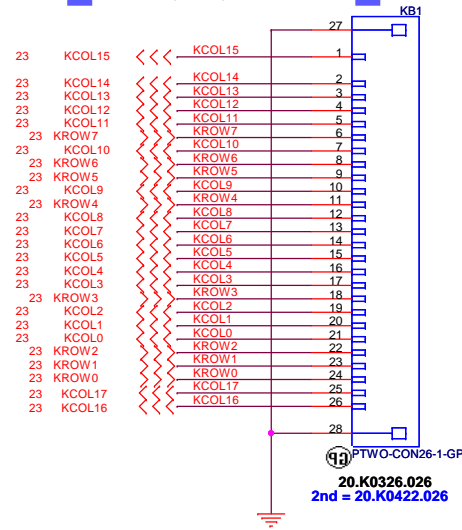 KB1
27
23 KCOL15 KCOL15 1
23 KCOL14 KCOL14 2
23 KCOL13 KCOL13 3
23 KCOL12 KCOL12 4
23 KCOL11 KCOL11 5
23 KROW7 KROW7 6
23 KCOL10 KCOL10 7
23 KROW6 KROW6 8
23 KROW5 KROW5 9
23 KCOL9 KCOL9 10
23 KROW4 KROW4 11
23 KCOL8 KCOL8 12
23 KCOL7 KCOL7 13
23 KCOL6 KCOL6 14
23 KCOL5 KCOL5 15
23 KCOL4 KCOL4 16
23 KCOL3 KCOL3 17
23 KROW3 KROW3 18
23 KCOL2 KCOL2 19
23 KCOL1 KCOL1 20
23 KCOL0 KCOL0 21
23 KROW2 KROW2 22
23 KROW1 KROW1 23
23 KROW0 KROW0 24
23 KCOL17 KCOL17 25
23 KCOL16 KCOL16 26
28
PTWO-CON26-1-GP
20.K0326.026
2nd = 20.K0422.026